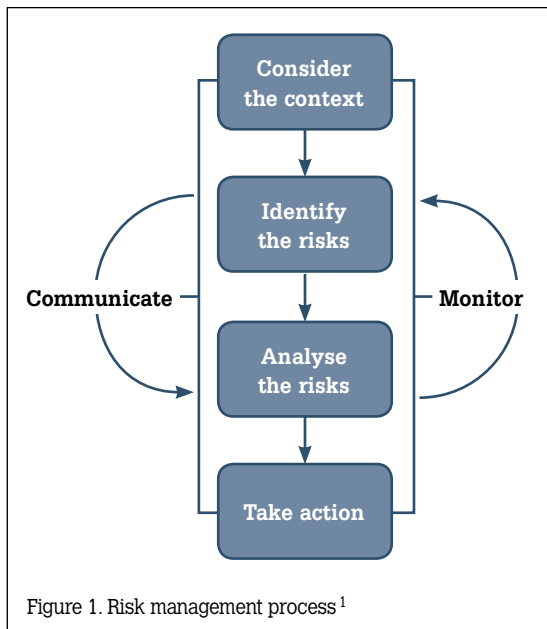 Consider
the context
Identify
the risks
Communicate
Monitor
Analyse
the risks
Take action
Figure 1. Risk management process 1